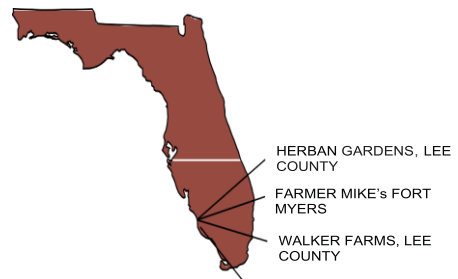 HERBAN GARDENS, LEE
COUNTY
FARMER MIKE's FORT
MYERS
WALKER FARMS, LEE
COUNTY